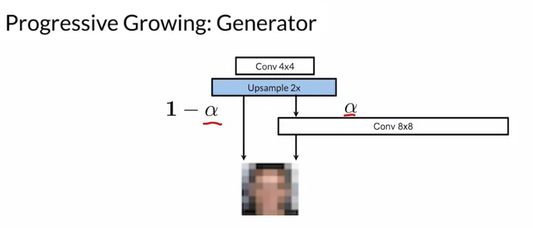 Progressive Growing: Generator
Conv 4x4
Upsample 2x
1 − α
α
Conv 8x8